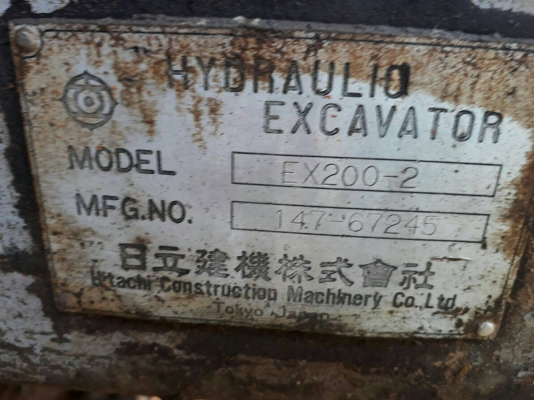 HYDRAULIC
EXCAVATOR
MODEL EX200-2
MFG.NO. 147-67245
日立建機株式會社
Hitachi Construction Machinery Co., Ltd.
Tokyo Japan